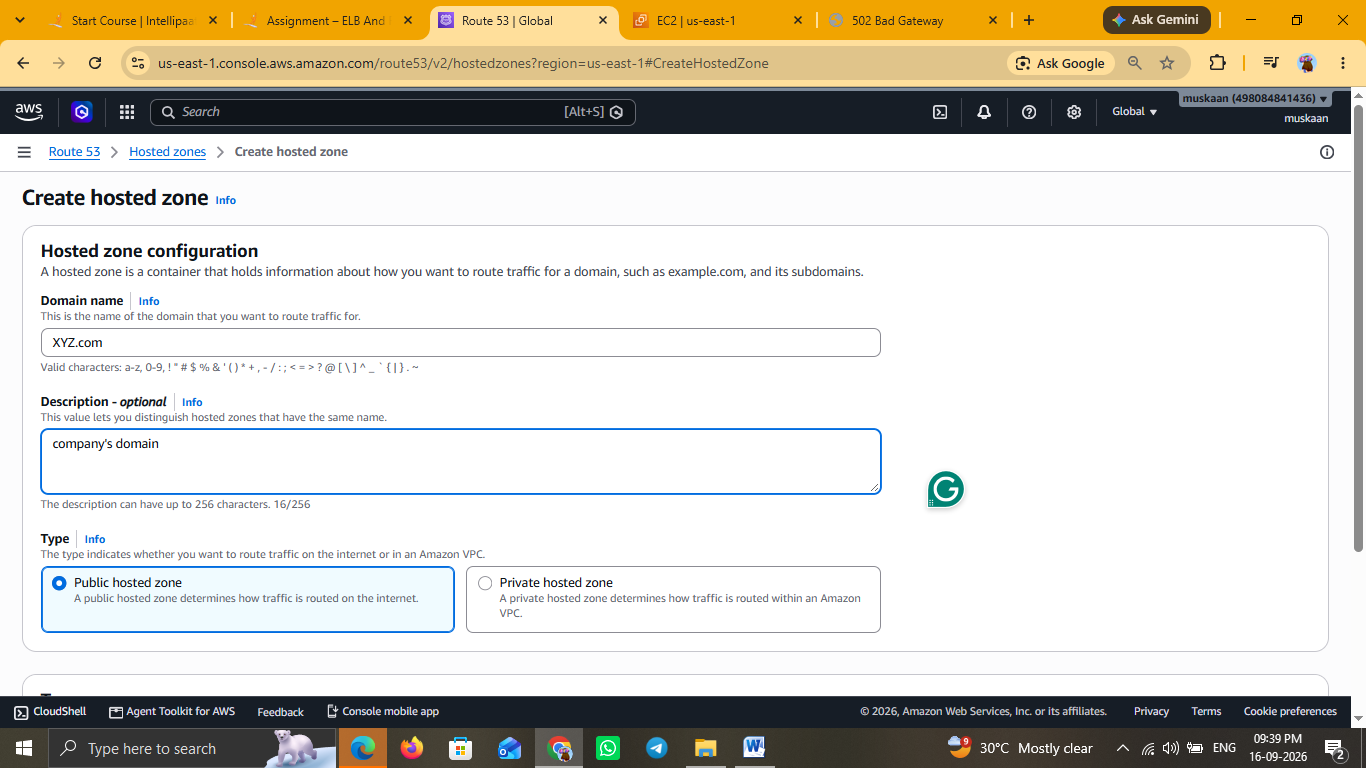 Start Course | Intellipaa
Assignment – ELB And
Route 53 | Global
EC2 | us-east-1
502 Bad Gateway
Ask Gemini
us-east-1.console.aws.amazon.com/route53/v2/hostedzones?region=us-east-1#CreateHostedZone
Ask Google
aws
Search
[Alt+S]
Global
muskaan (498084841436)
muskaan
Route 53
Hosted zones
Create hosted zone
Create hosted zone Info
Hosted zone configuration
A hosted zone is a container that holds information about how you want to route traffic for a domain, such as example.com, and its subdomains.
Domain name Info
This is the name of the domain that you want to route traffic for.
XYZ.com
Valid characters: a-z, 0-9, ! " # $ % & ' ( ) * + , - / : ; < = > ? @ [ \ ] ^ _ ` { | } . ~
Description - optional Info
This value lets you distinguish hosted zones that have the same name.
company's domain
The description can have up to 256 characters. 16/256
Type Info
The type indicates whether you want to route traffic on the internet or in an Amazon VPC.
Public hosted zone
A public hosted zone determines how traffic is routed on the internet.
Private hosted zone
A private hosted zone determines how traffic is routed within an Amazon
VPC.
CloudShell
Agent Toolkit for AWS
Feedback
Console mobile app
© 2026, Amazon Web Services, Inc. or its affiliates.
Privacy
Terms
Cookie preferences
Type here to search
9
30°C Mostly clear
ENG
09:39 PM
16-09-2026
2